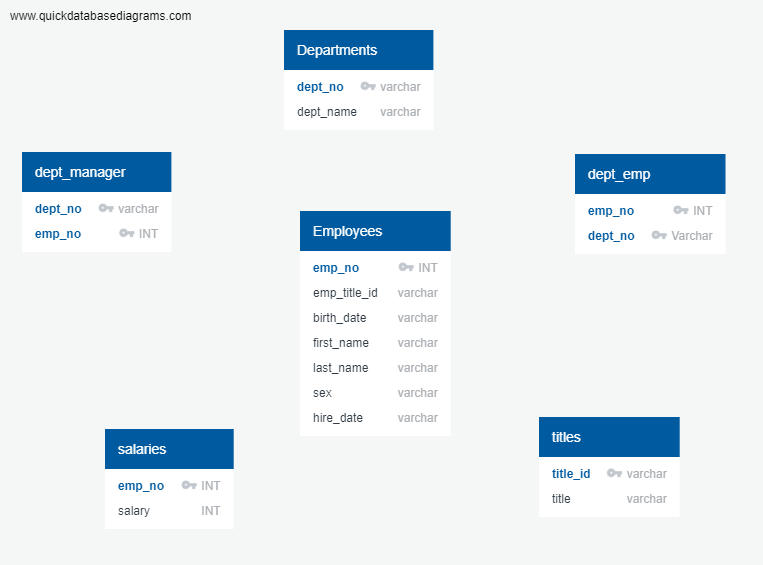 www.quickdatabasediagrams.com
Departments
dept_no varchar
dept_name varchar
dept_manager
dept_no varchar
emp_no INT
dept_emp
emp_no INT
dept_no Varchar
Employees
emp_no INT
emp_title_id varchar
birth_date varchar
first_name varchar
last_name varchar
sex varchar
hire_date varchar
salaries
emp_no INT
salary INT
titles
title_id varchar
title varchar